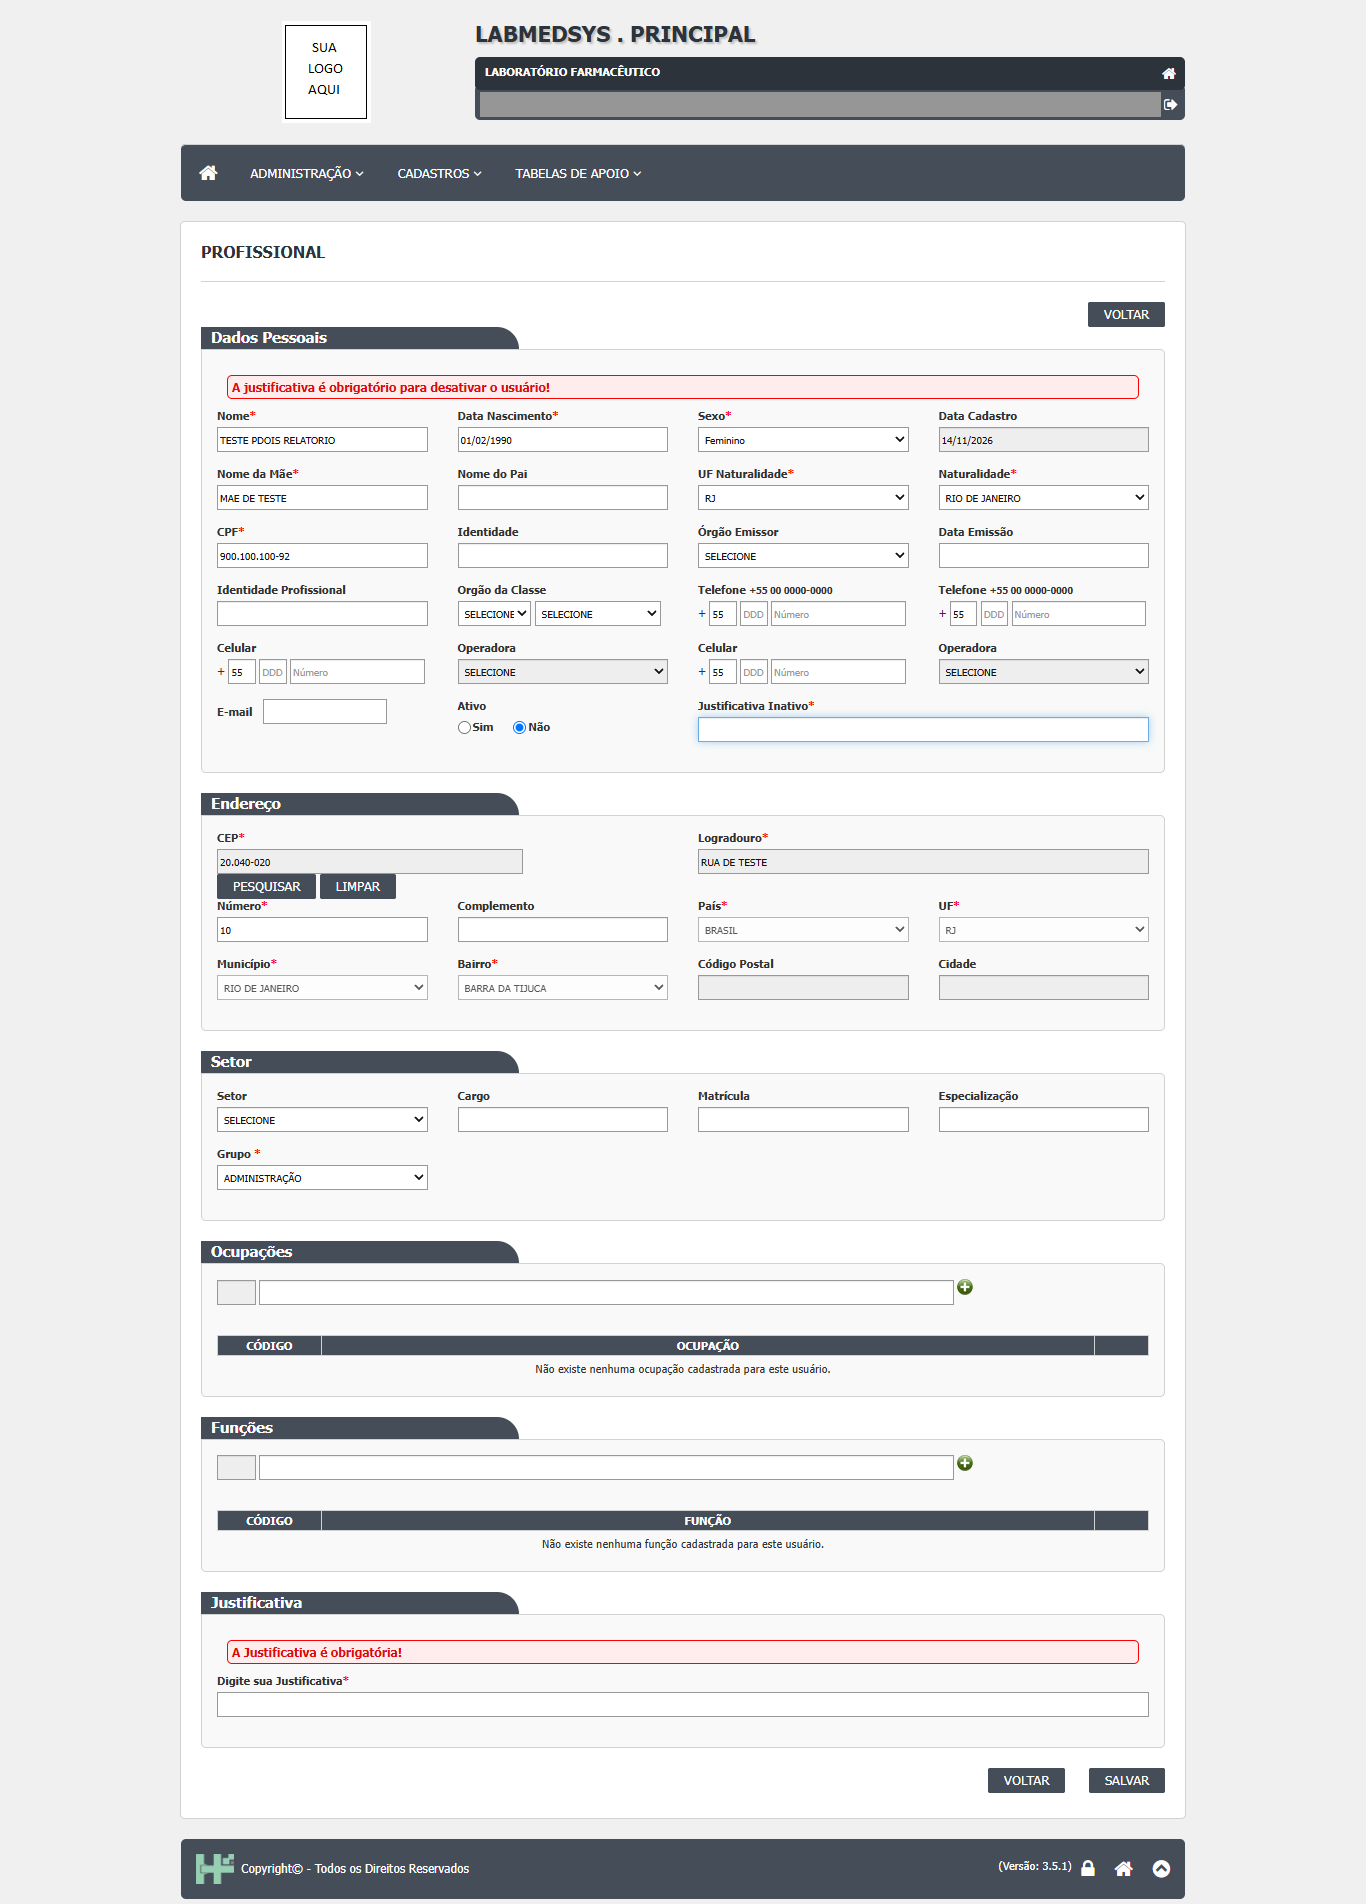 SUA
LOGO
AQUI
LABMEDSYS . PRINCIPAL
LABORATÓRIO FARMACÊUTICO
ADMINISTRAÇÃO CADASTROS TABELAS DE APOIO
PROFISSIONAL
VOLTAR
Dados Pessoais
A justificativa é obrigatório para desativar o usuário!
Nome* Data Nascimento* Sexo* Data Cadastro
TESTE PDOIS RELATORIO 01/02/1990 Feminino 14/11/2026
Nome da Mãe* Nome do Pai UF Naturalidade* Naturalidade*
MAE DE TESTE RJ RIO DE JANEIRO
CPF* Identidade Órgão Emissor Data Emissão
900.100.100-92 SELECIONE
Identidade Profissional Orgão da Classe Telefone +55 00 0000-0000 Telefone +55 00 0000-0000
SELECIONE SELECIONE + 55 DDD Número + 55 DDD Número
Celular Operadora Celular Operadora
+ 55 DDD Número SELECIONE + 55 DDD Número SELECIONE
E-mail Ativo Justificativa Inativo*
Sim Não
Endereço
CEP* Logradouro*
20.040-020 RUA DE TESTE
PESQUISAR LIMPAR
Número* Complemento País* UF*
10 BRASIL RJ
Município* Bairro* Código Postal Cidade
RIO DE JANEIRO BARRA DA TIJUCA
Setor
Setor Cargo Matrícula Especialização
SELECIONE
Grupo *
ADMINISTRAÇÃO
Ocupações
CÓDIGO OCUPAÇÃO
Não existe nenhuma ocupação cadastrada para este usuário.
Funções
CÓDIGO FUNÇÃO
Não existe nenhuma função cadastrada para este usuário.
Justificativa
A Justificativa é obrigatória!
Digite sua Justificativa*
VOLTAR SALVAR
Copyright© - Todos os Direitos Reservados (Versão: 3.5.1)